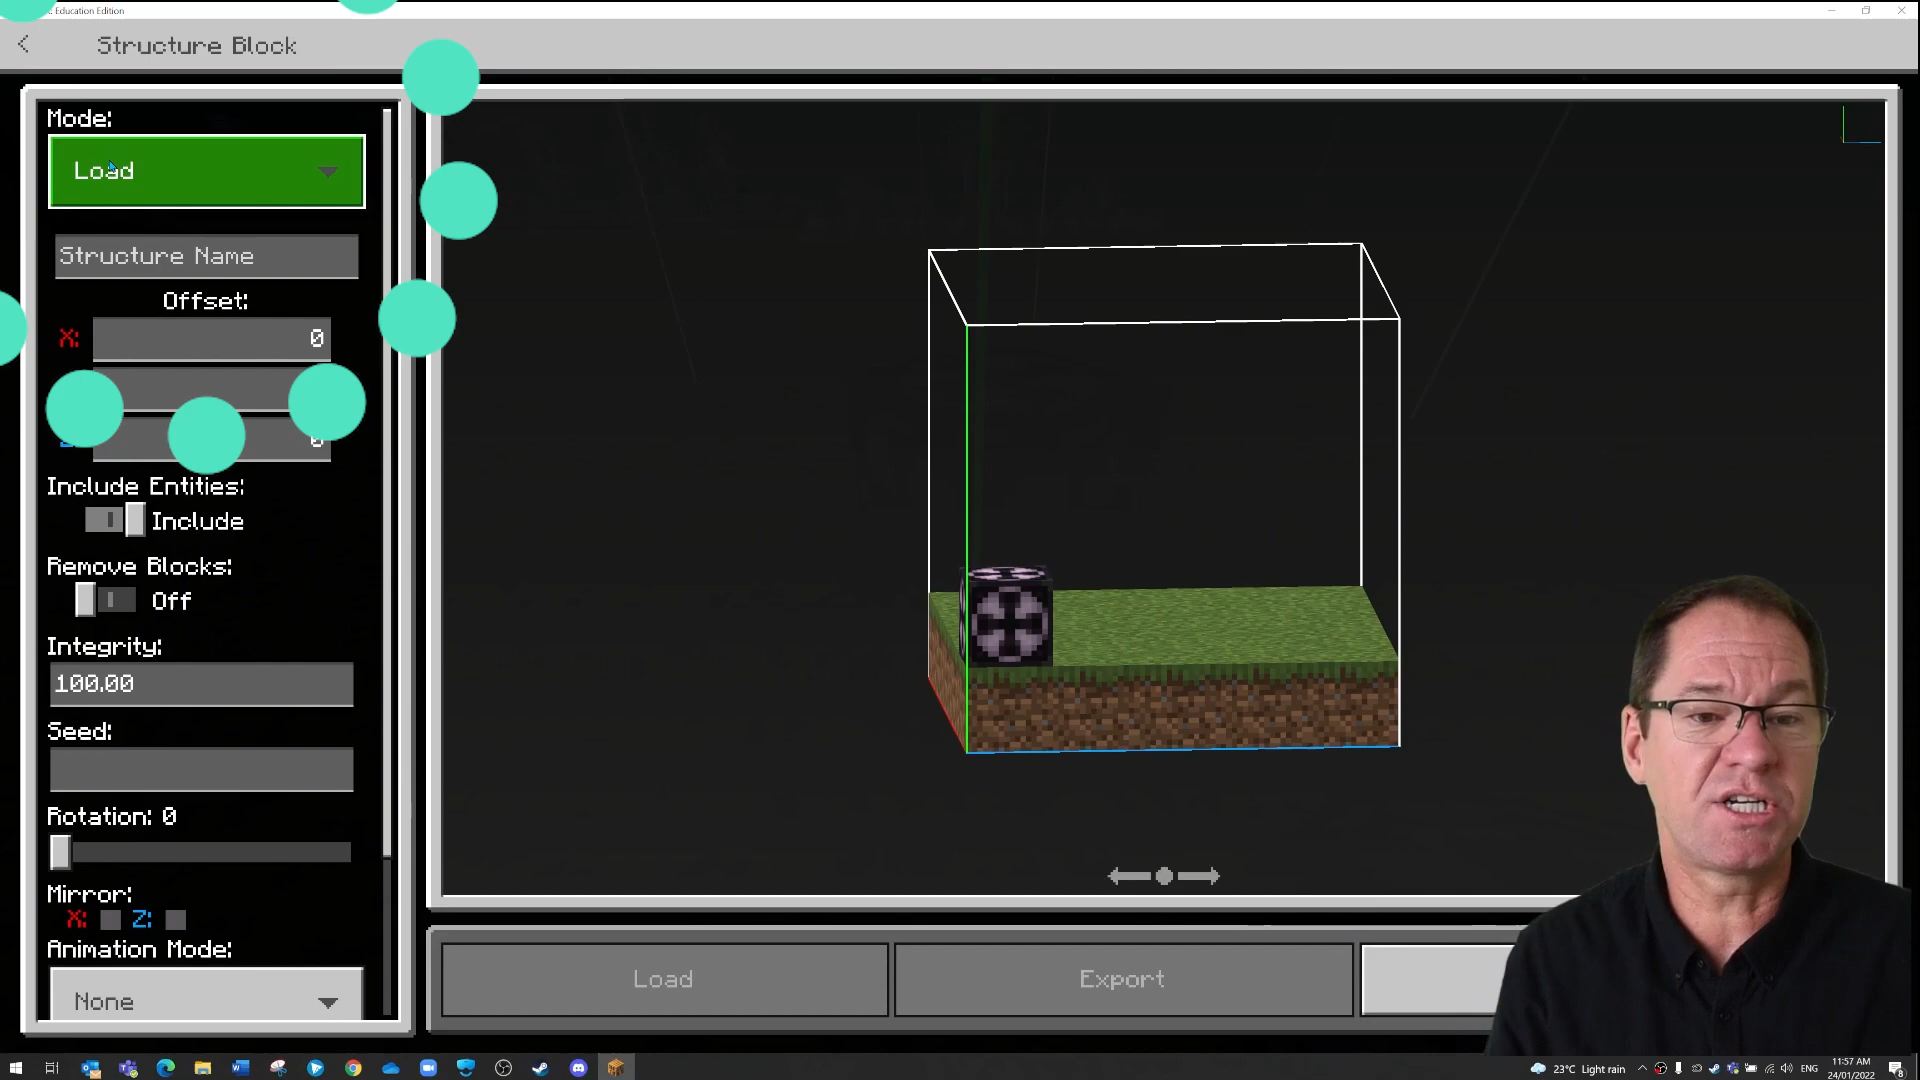 Education Edition
Structure Block
Mode:
Load
Structure Name
Offset:
X: 0
Include Entities:
Include
Remove Blocks:
Off
Integrity:
100.00
Seed:
Rotation: 0
Mirror:
X: Z:
Animation Mode:
None
Load
Export
23°C Light rain
ENG
11:57 AM
24/01/2022